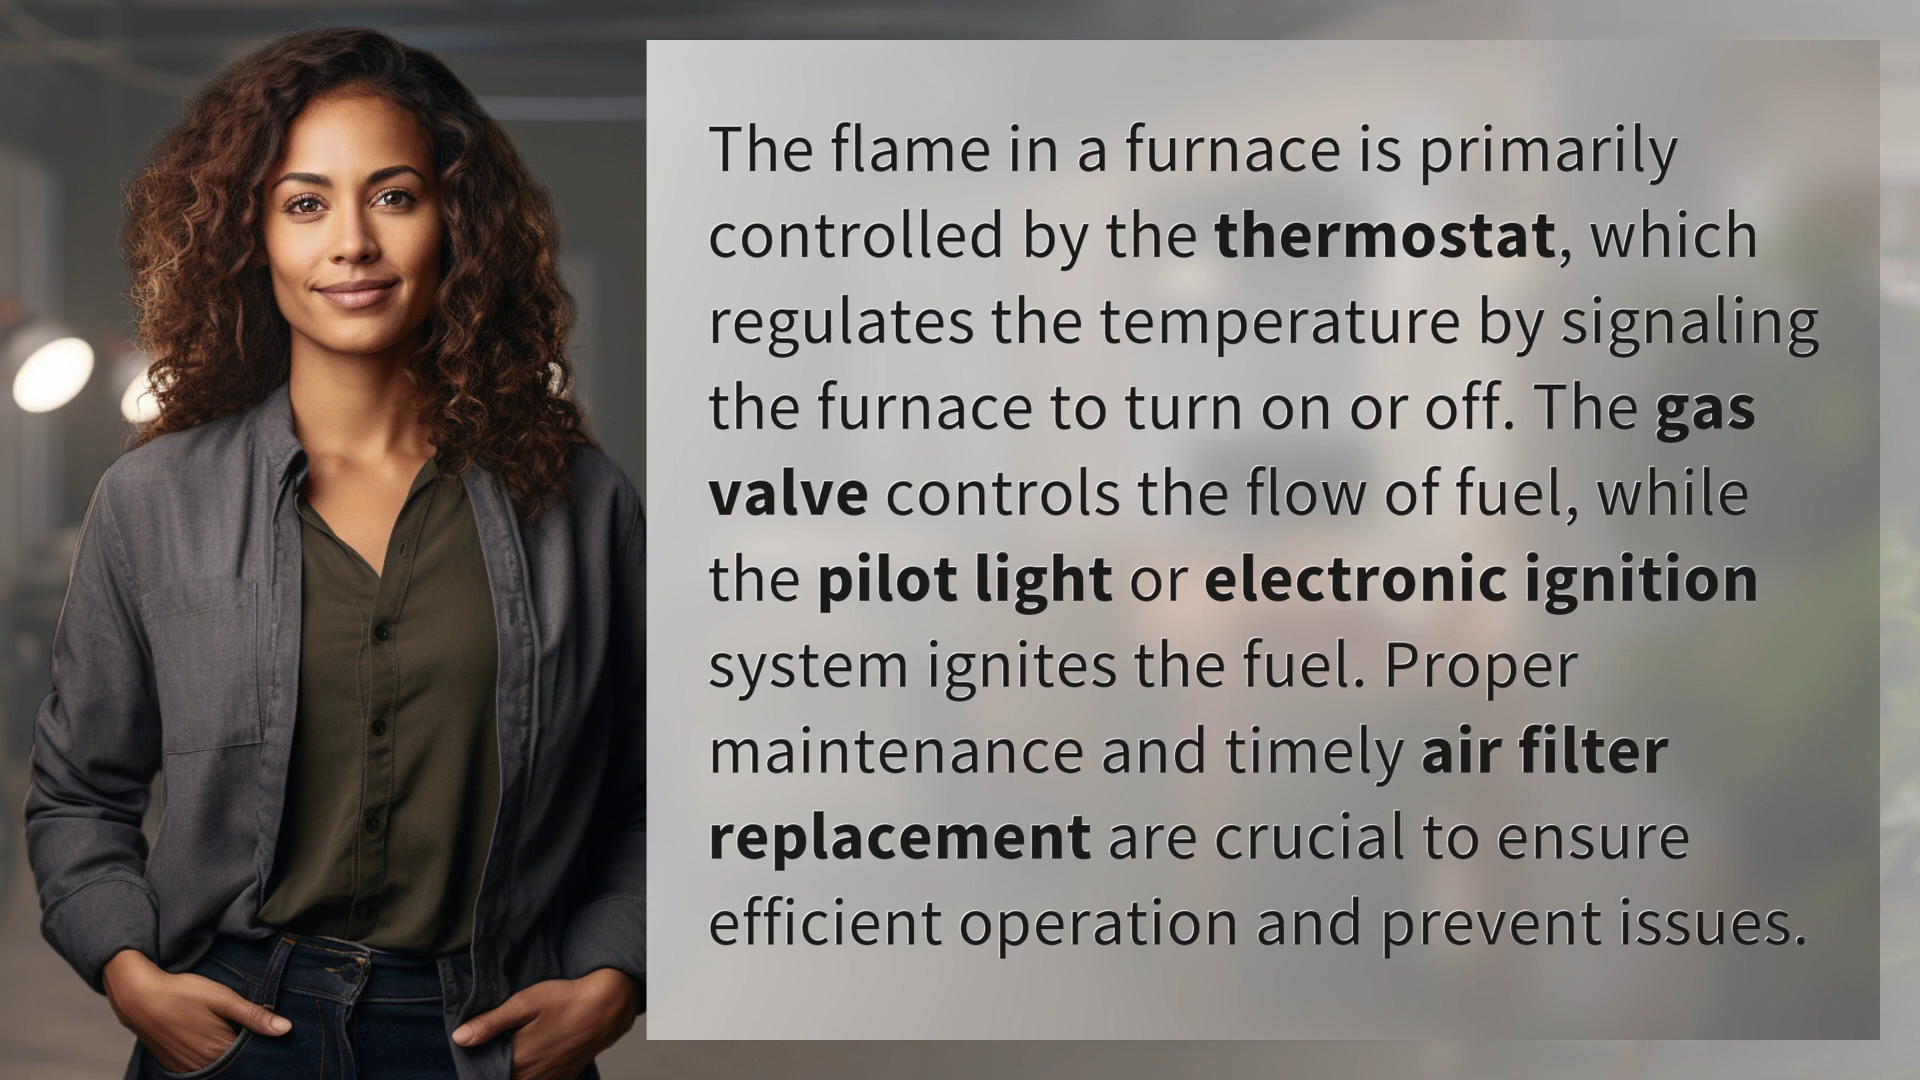 The flame in a furnace is primarily
controlled by the thermostat, which
regulates the temperature by signaling
the furnace to turn on or off. The gas
valve controls the flow of fuel, while
the pilot light or electronic ignition
system ignites the fuel. Proper
maintenance and timely air filter
replacement are crucial to ensure
efficient operation and prevent issues.